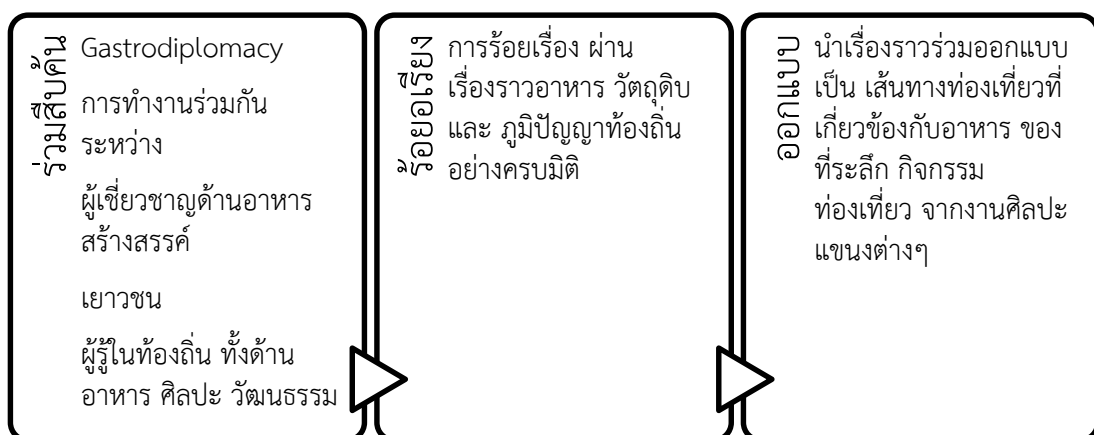 ร่วมสืบค้น
Gastrodiplomacy
การทำงานร่วมกัน
ระหว่าง
ผู้เชี่ยวชาญด้านอาหาร
สร้างสรรค์
เยาวชน
ผู้รู้ในท้องถิ่น ทั้งด้าน
อาหาร ศิลปะ วัฒนธรรม
ร้อยเรียง
การร้อยเรื่อง ผ่าน
เรื่องราวอาหาร วัตถุดิบ
และ ภูมิปัญญาท้องถิ่น
อย่างครบมิติ
ออกแบบ
นำเรื่องราวร่วมออกแบบ
เป็น เส้นทางท่องเที่ยวที่
เกี่ยวข้องกับอาหาร ของ
ที่ระลึก กิจกรรม
ท่องเที่ยว จากงานศิลปะ
แขนงต่างๆ